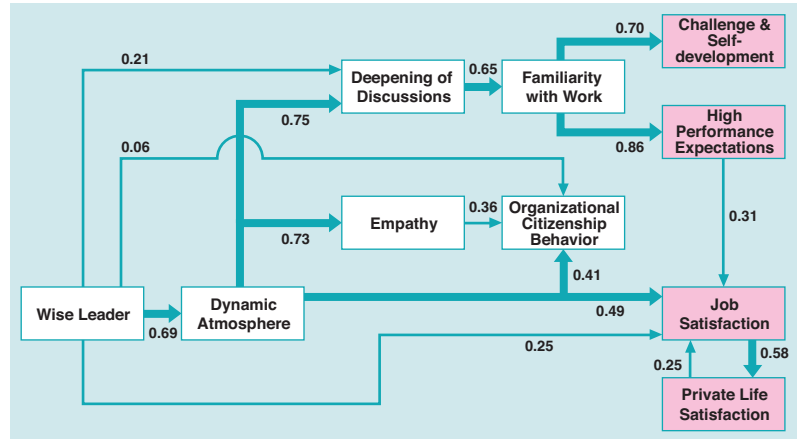 0.70
Challenge &
Self-
development
0.21
Deepening of
Discussions
0.65
Familiarity
with Work
0.75
0.86
High
Performance
Expectations
0.06
0.31
Empathy
0.36
Organizational
Citizenship
Behavior
0.73
0.41
Wise Leader
0.69
Dynamic
Atmosphere
0.49
Job
Satisfaction
0.25
0.25
0.58
Private Life
Satisfaction